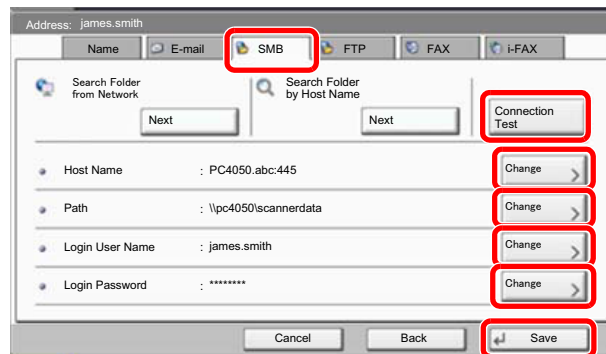 Address: james.smith
Name E-mail SMB FTP FAX i-FAX
Search Folder
from Network
Next
Search Folder
by Host Name
Next
Connection
Test
Host Name : PC4050.abc:445 Change
Path : \\pc4050\scannerdata Change
Login User Name : james.smith Change
Login Password : ******** Change
Cancel Back Save